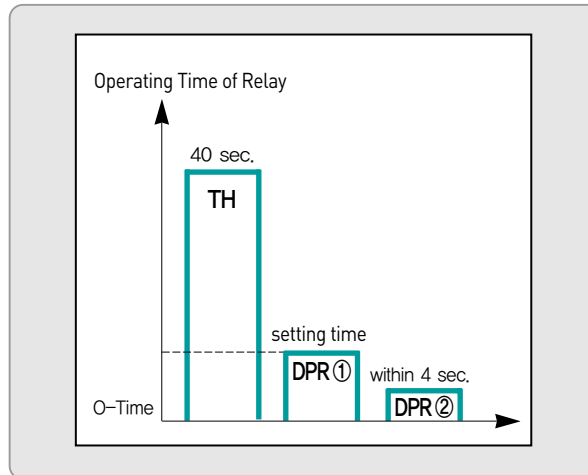 Operating Time of Relay
40 sec.
TH
setting time
DPR①
within 4 sec.
DPR②
O-Time